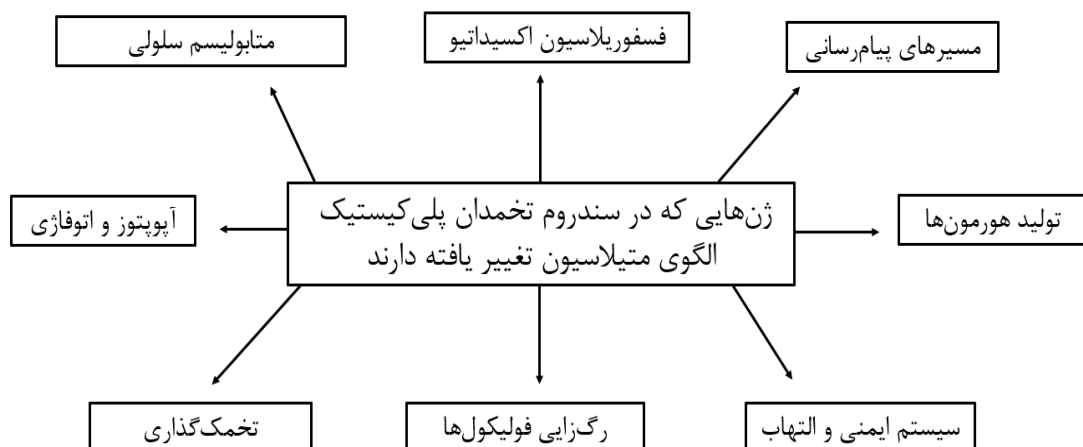 مسیرهای پیام‌رسانی
فسفوریلاسیون اکسیداتیو
متابولیسم سلولی
تولید هورمون‌ها
ژن‌هایی که در سندروم تخمدان پلی‌کیستیک
الگوی متیلاسیون تغییر یافته دارند
آپوپتوز و اتوفاژی
سیستم ایمنی و التهاب
رگ‌زایی فولیکول‌ها
تخمک‌گذاری